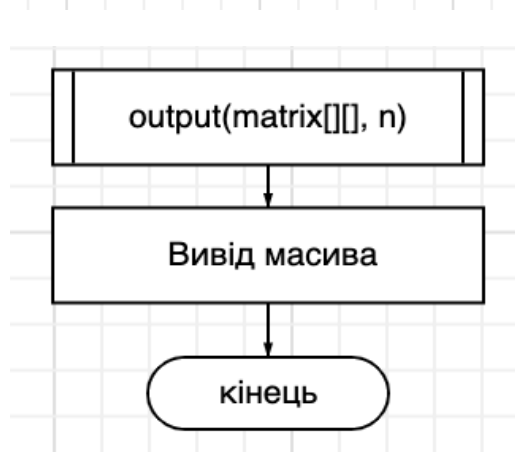 output(matrix[][], n)
Вивід масива
кінець